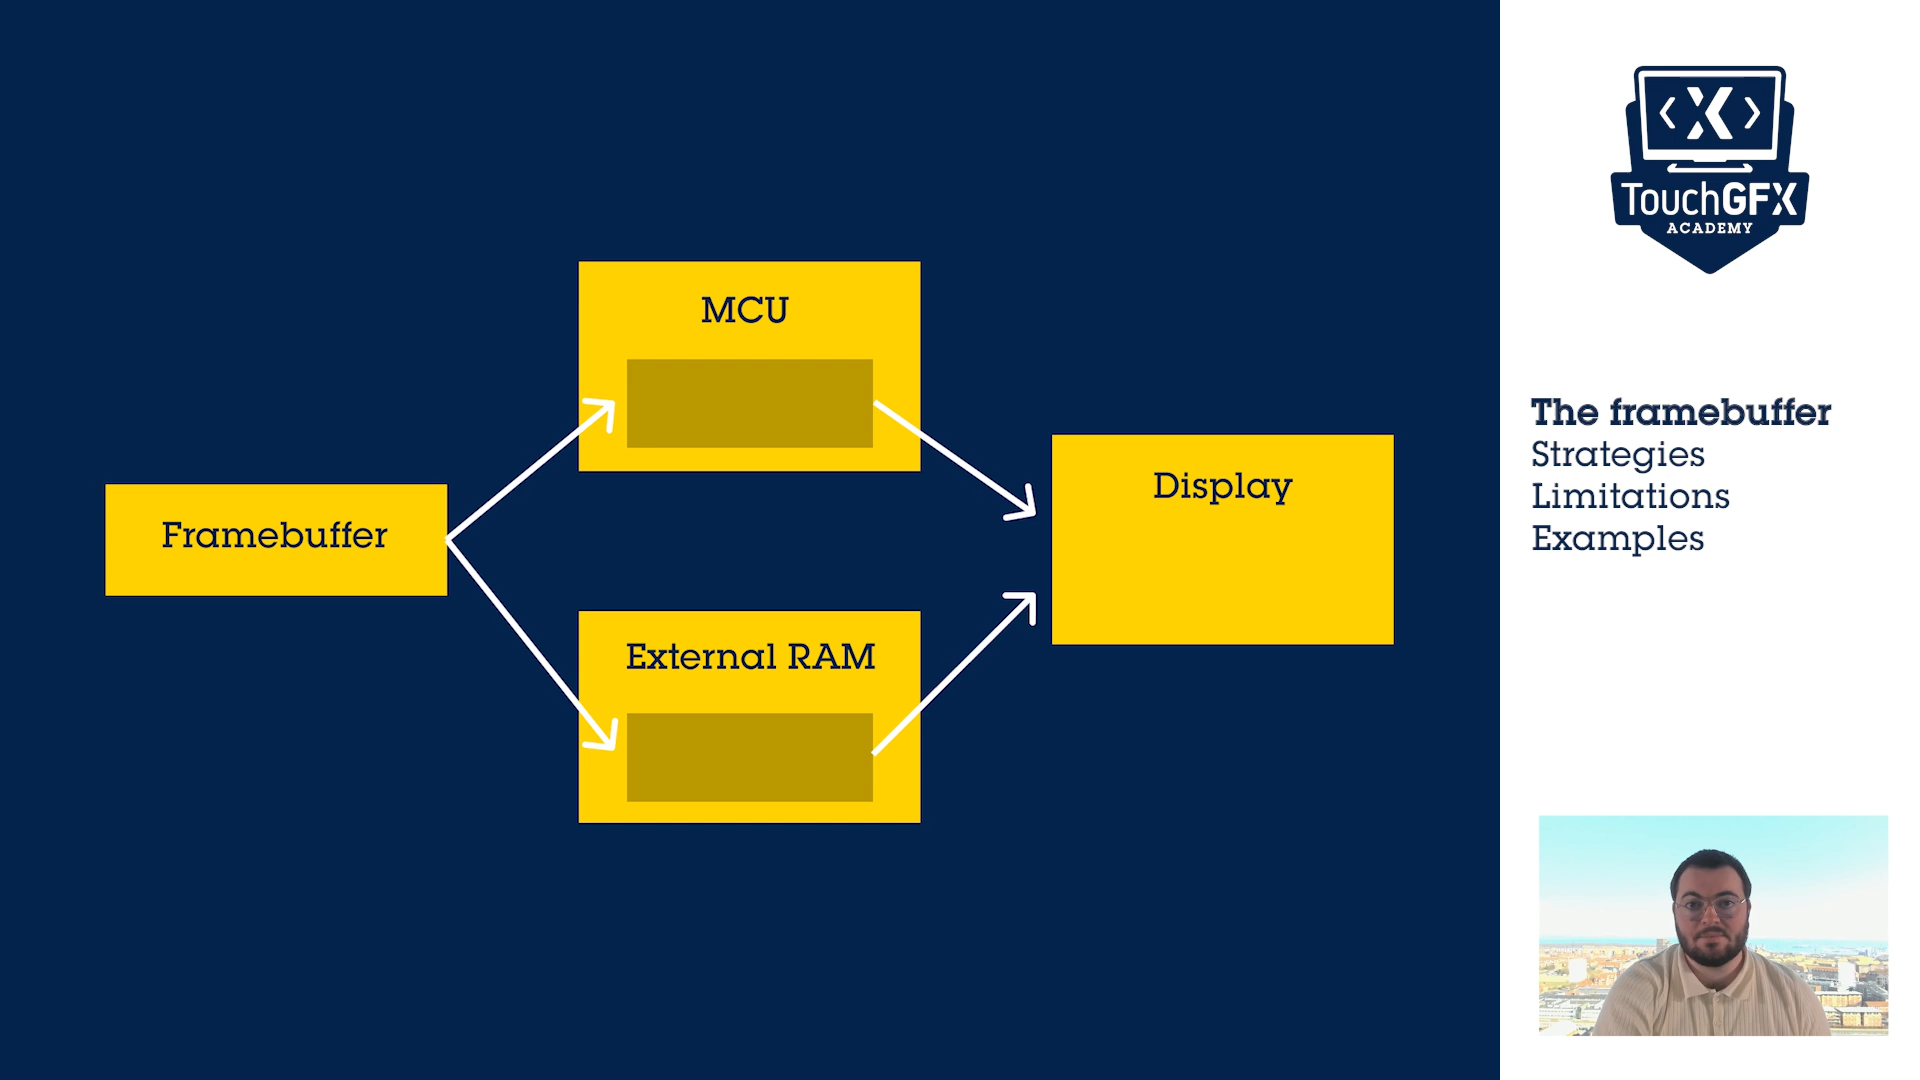 MCU
Framebuffer
Display
External RAM
TouchGFX
ACADEMY
The framebuffer
Strategies
Limitations
Examples